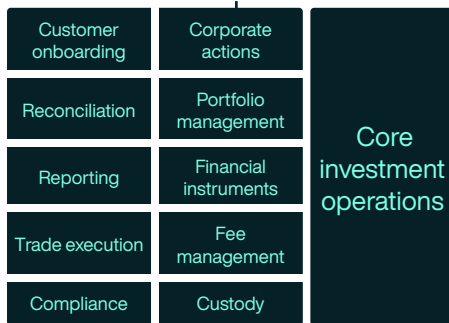 Customer
onboarding
Corporate
actions
Reconciliation
Portfolio
management
Reporting
Financial
instruments
Trade execution
Fee
management
Compliance
Custody
Core
investment
operations